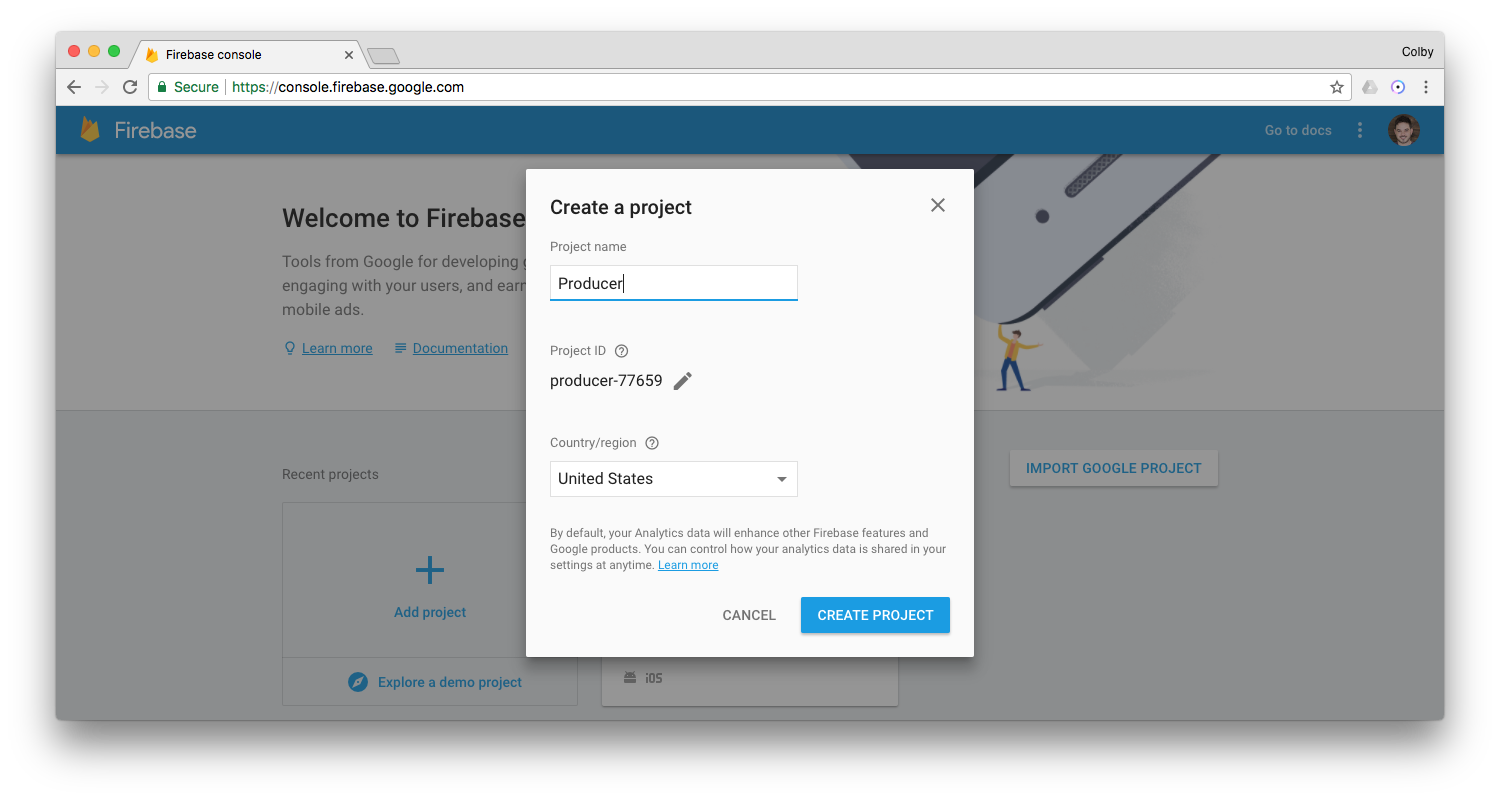 Firebase console
Colby
Secure
https://console.firebase.google.com
Firebase
Go to docs
Welcome to Firebase
Tools from Google for developing
engaging with your users, and earn
mobile ads.
Learn more
Documentation
Recent projects
Add project
Explore a demo project
Create a project
Project name
Producer
Project ID
producer-77659
Country/region
United States
By default, your Analytics data will enhance other Firebase features and
Google products. You can control how your analytics data is shared in your
settings at anytime. Learn more
CANCEL
CREATE PROJECT
IMPORT GOOGLE PROJECT
iOS